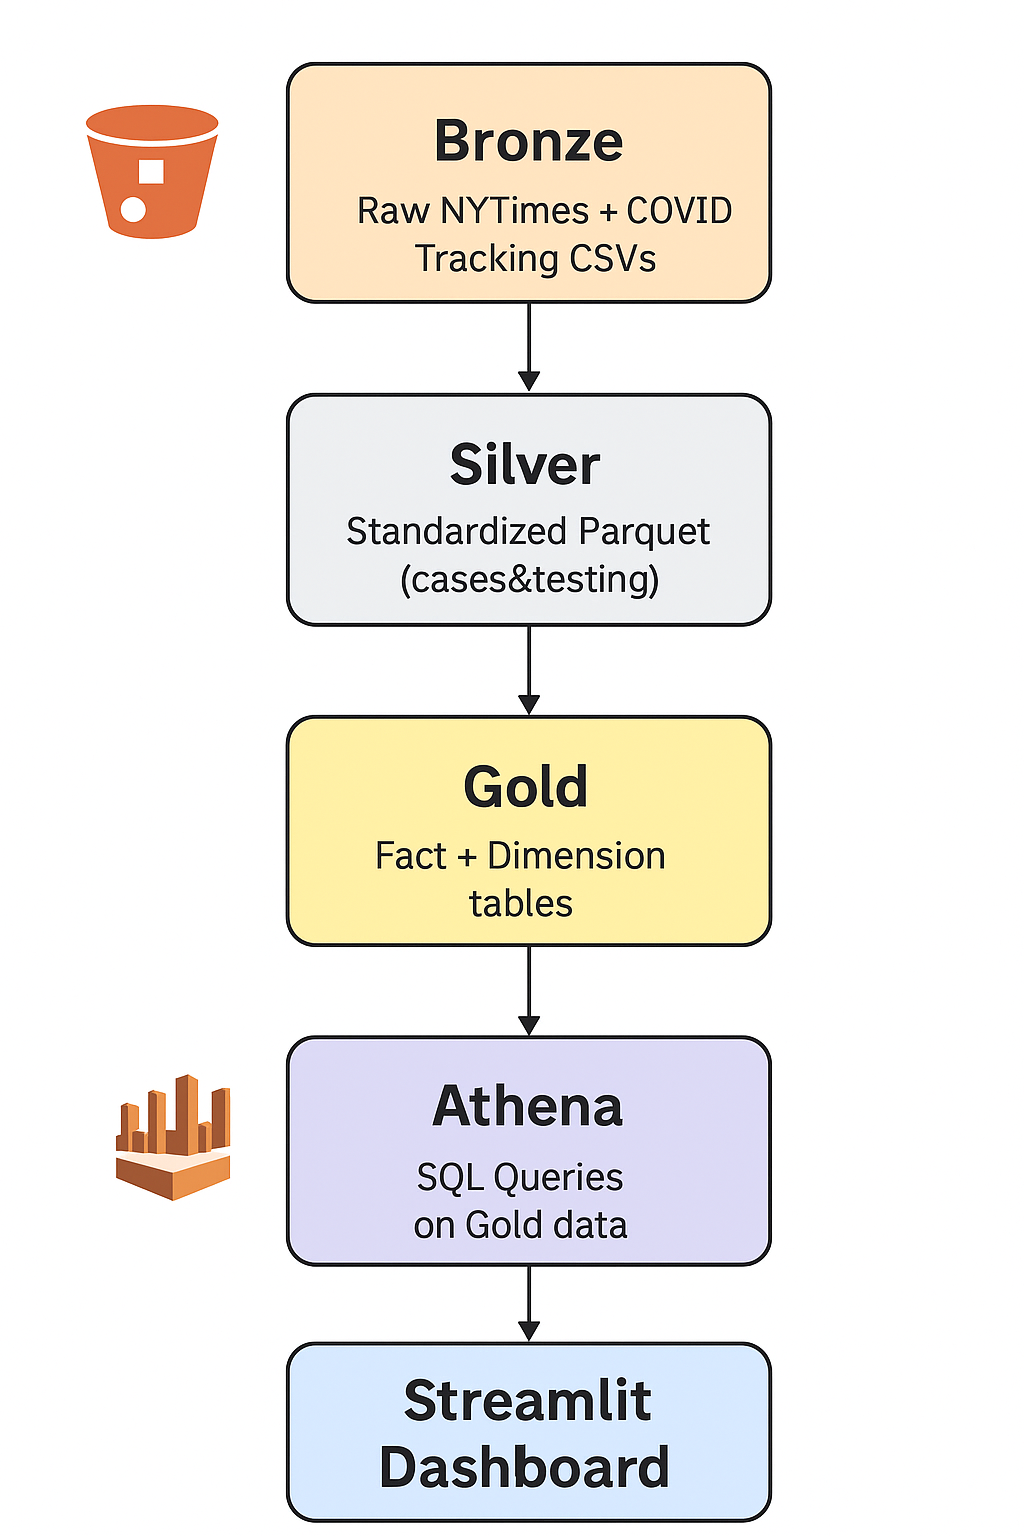 Bronze
Raw NYTimes + COVID
Tracking CSVs
Silver
Standardized Parquet
(cases&testing)
Gold
Fact + Dimension
tables
Athena
SQL Queries
on Gold data
Streamlit
Dashboard